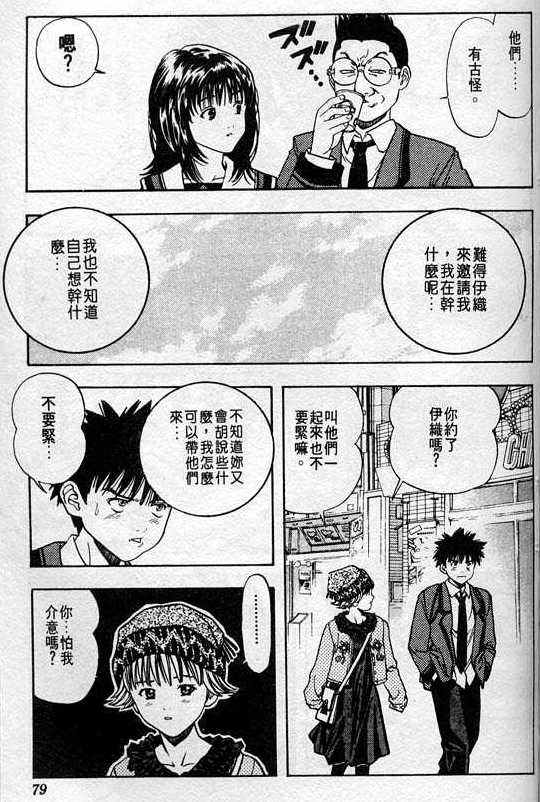 他們……
有古怪。
ズズ…
嗯？
難得伊織
來邀請我
，我在幹
什麼呢…
我也不知道
自己想幹什
麼…
你約了
伊織嗎？
叫他們一
起來也不
要緊嘛。
CH
不知道妳又
會胡說些什
麼，我怎麼
可以帶他們
來…
不要緊…
………
你…怕我
介意嗎？
79